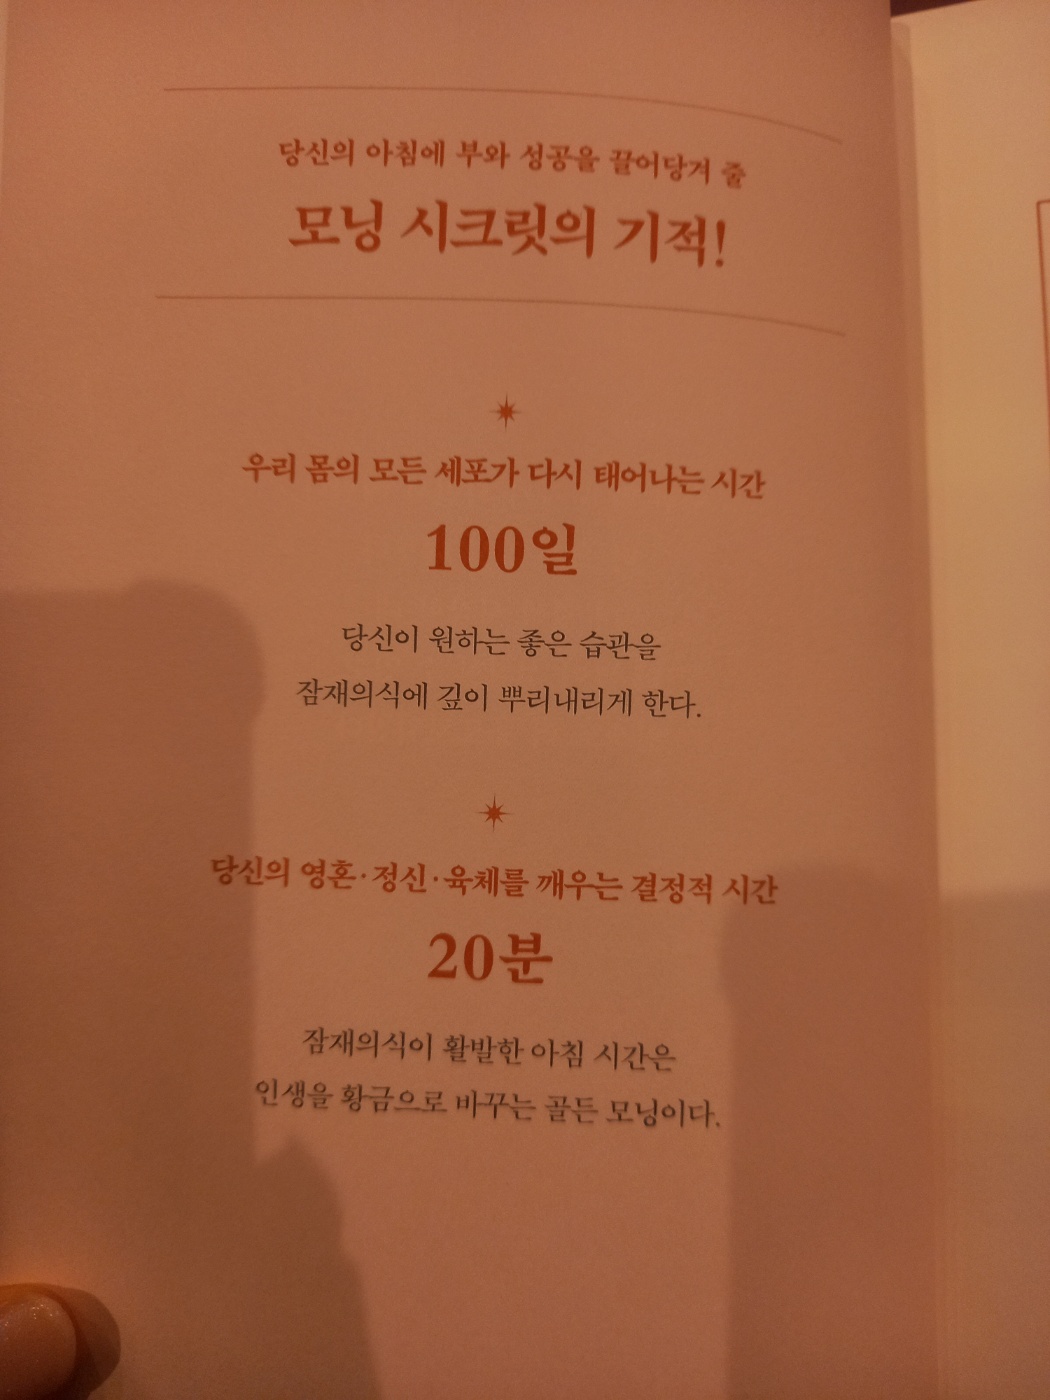 당신의 아침에 부와 성공을 끌어당겨 줄
모닝 시크릿의 기적!
우리 몸의 모든 세포가 다시 태어나는 시간
100일
당신이 원하는 좋은 습관을
잠재의식에 깊이 뿌리내리게 한다.
당신의 영혼·정신·육체를 깨우는 결정적 시간
20분
잠재의식이 활발한 아침 시간은
인생을 황금으로 바꾸는 골든 모닝이다.